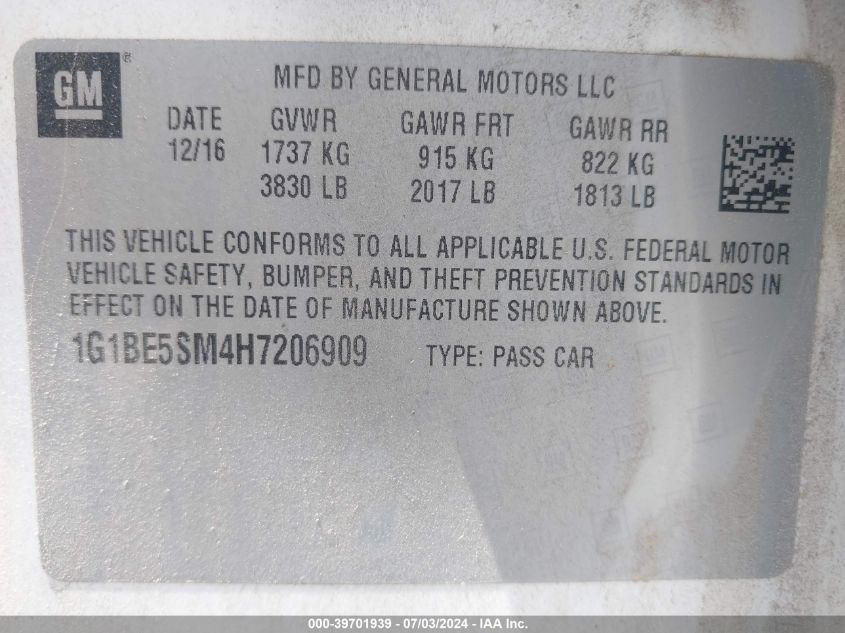 GM®
MFD BY GENERAL MOTORS LLC
DATE GVWR GAWR FRT GAWR RR
12/16 1737 KG 915 KG 822 KG
3830 LB 2017 LB 1813 LB
THIS VEHICLE CONFORMS TO ALL APPLICABLE U.S. FEDERAL MOTOR
VEHICLE SAFETY, BUMPER, AND THEFT PREVENTION STANDARDS IN
EFFECT ON THE DATE OF MANUFACTURE SHOWN ABOVE.
1G1BE5SM4H7206909 TYPE: PASS CAR
000-39701939 - 07/03/2024 - IAA Inc.